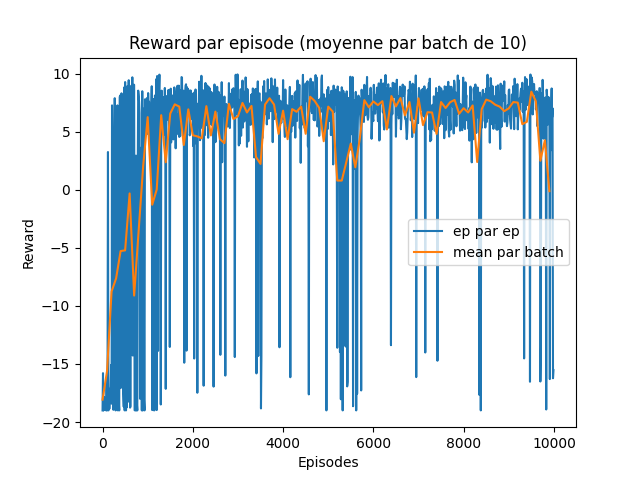 Reward par episode (moyenne par batch de 10)
10
5
0
−5
−10
−15
−20
Reward
ep par ep
mean par batch
0 2000 4000 6000 8000 10000
Episodes